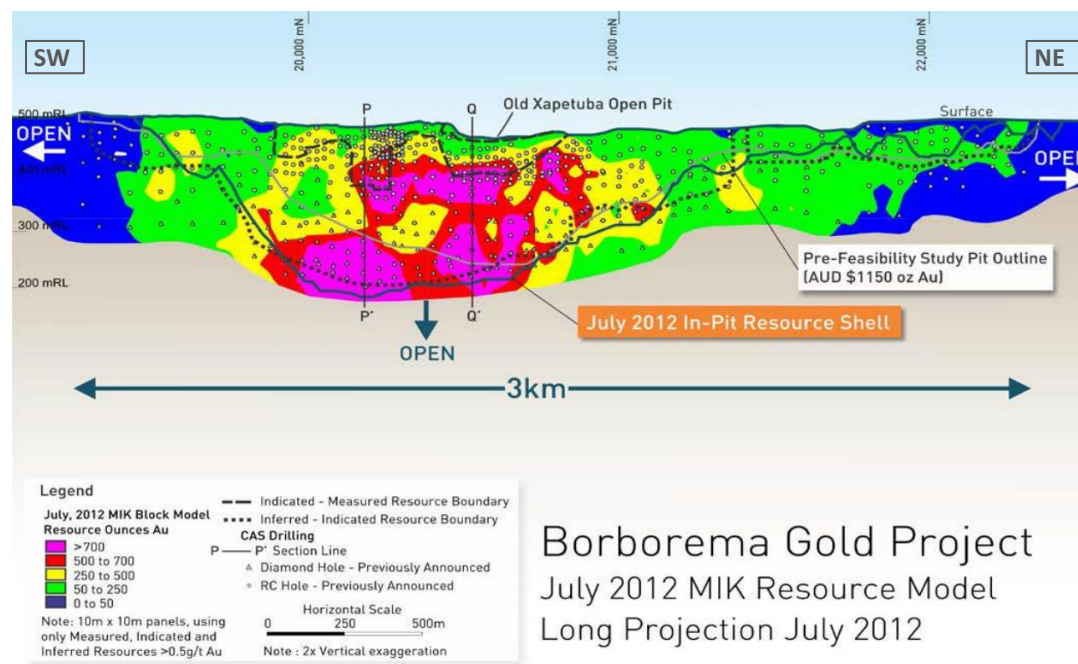 SW
20,000 mN
21,000 mN
22,000 mN
NE
P
Q
Old Xapetuba Open Pit
Surface
500 mRL
OPEN
400 mRL
OPEN
300 mRL
200 mRL
Pre-Feasibility Study Pit Outline
(AUD $1150 oz Au)
P'
Q'
July 2012 In-Pit Resource Shell
OPEN
3km
Legend
July, 2012 MIK Block Model
Resource Ounces Au
>700
500 to 700
250 to 500
50 to 250
0 to 50
Note: 10m x 10m panels, using
only Measured, Indicated and
Inferred Resources >0.5g/t Au
Indicated - Measured Resource Boundary
Inferred - Indicated Resource Boundary
CAS Drilling
P P' Section Line
Diamond Hole - Previously Announced
RC Hole - Previously Announced
Horizontal Scale
0 250 500m
Note : 2x Vertical exaggeration
Borborema Gold Project
July 2012 MIK Resource Model
Long Projection July 2012